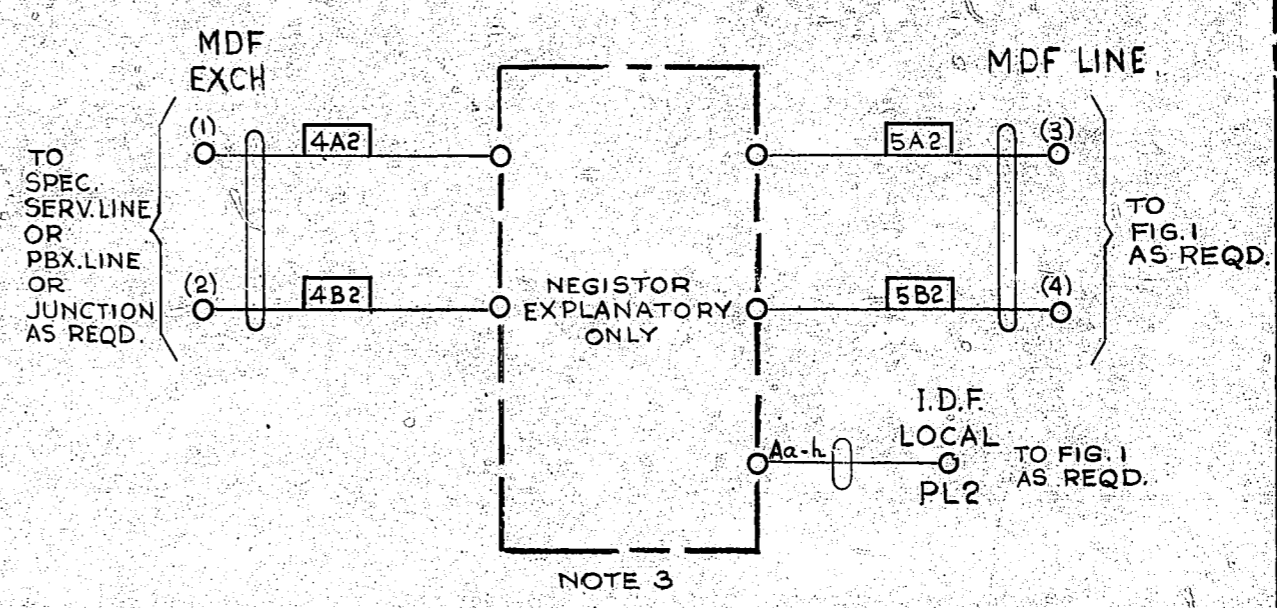 MDF
EXCH
MDF LINE
(1)
4A2
5A2
(3)
TO
SPEC.
SERV.LINE
OR
PBX.LINE
OR
JUNCTION
AS REQD.
TO
FIG.1
AS REQD.
(2)
4B2
NEGISTOR
EXPLANATORY
ONLY
5B2
(4)
I.D.F.
LOCAL
Aa-h
PL2
TO FIG.1
AS REQD.
NOTE 3